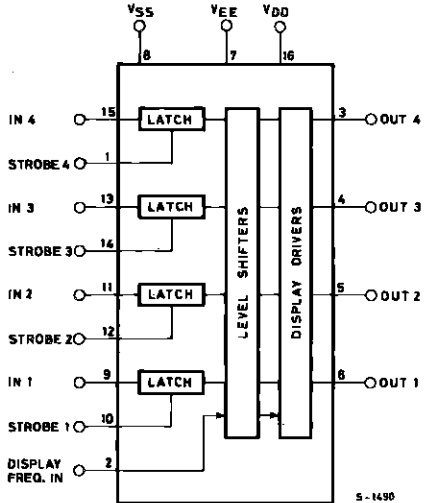 VSS VEE VDD
8 7 16
IN 4 15 LATCH 3 OUT 4
STROBE 4 1
IN 3 13 LATCH 4 OUT 3
STROBE 3 14
IN 2 11 LATCH 5 OUT 2
STROBE 2 12
IN 1 9 LATCH 6 OUT 1
STROBE 1 10
DISPLAY FREQ. IN 2
LEVEL SHIFTERS
DISPLAY DRIVERS
S-1490